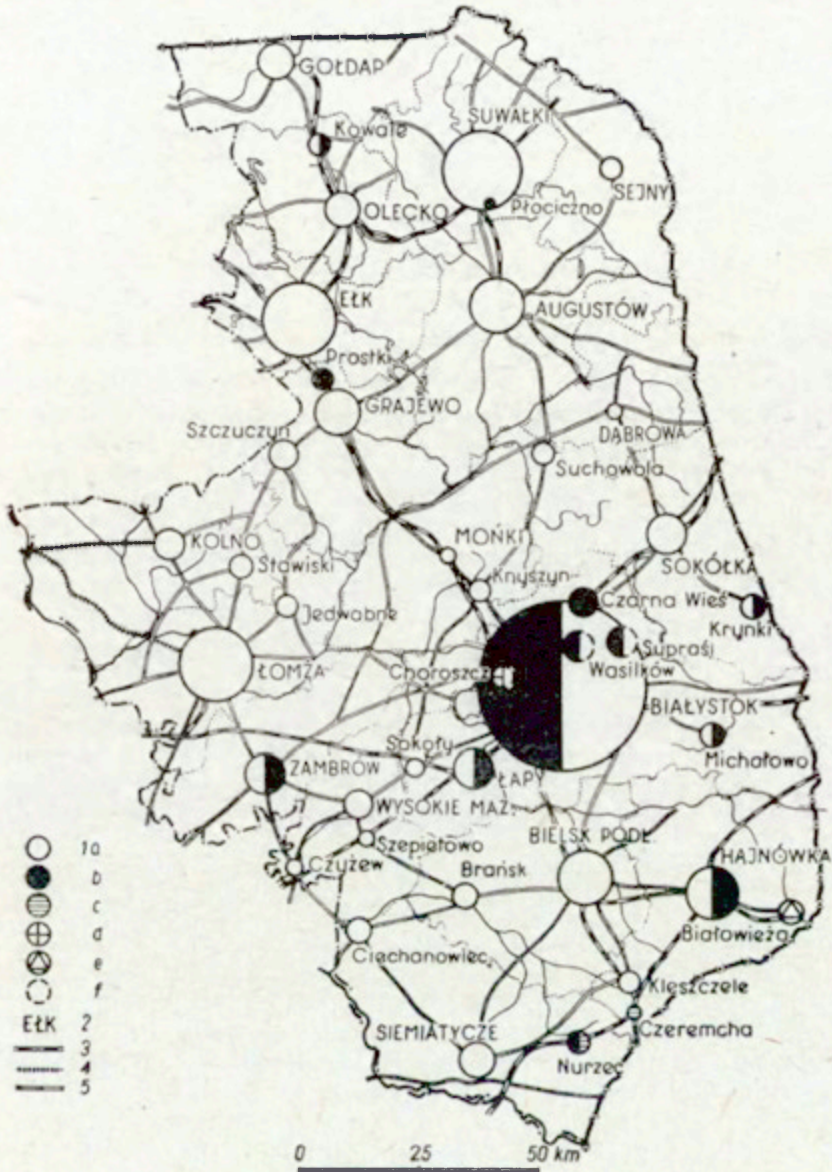 GOŁDAP
SUWAŁKI
Kowale
SEJNY
OLECKO
Płociczno
EŁK
AUGUSTÓW
Prostki
GRAJEWO
Szczuczyn
DĄBROWA
Suchowola
KOLNO
MOŃKI
SOKÓŁKA
Stawiski
Knyszyn
Czarna Wieś
Jedwabne
Krynki
Supraśl
Wasilków
ŁOMŻA
Choroszcz
BIAŁYSTOK
Michałowo
Sokoły
ZAMBRÓW
ŁAPY
WYSOKIE MAZ.
Szepietowo
BIELSK PODL.
HAJNÓWKA
Czyżew
Brańsk
Białowieża
Ciechanowiec
Kleszczele
SIEMIATYCZE
Czeremcha
Nurzec
1a
b
c
d
e
f
EŁK 2
3
4
5
0 25 50 km